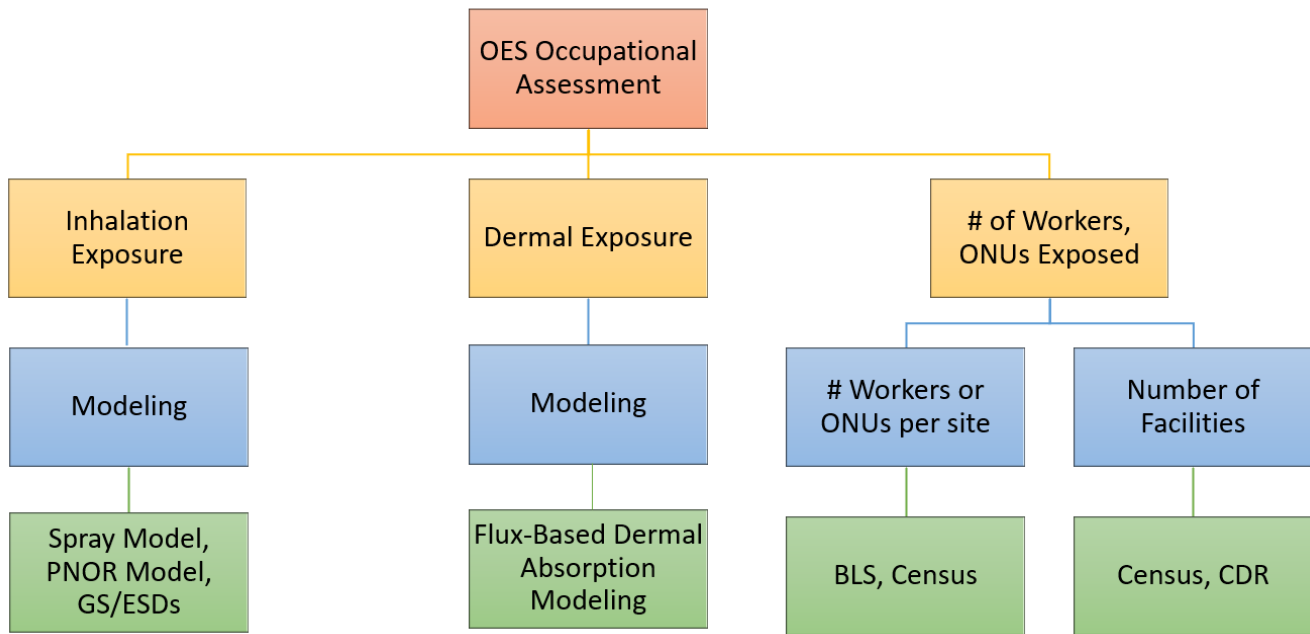 OES Occupational
Assessment
Inhalation
Exposure
Dermal Exposure
# of Workers,
ONUs Exposed
Modeling
Modeling
# Workers or
ONUs per site
Number of
Facilities
Spray Model,
PNOR Model,
GS/ESDs
Flux-Based Dermal
Absorption
Modeling
BLS, Census
Census, CDR